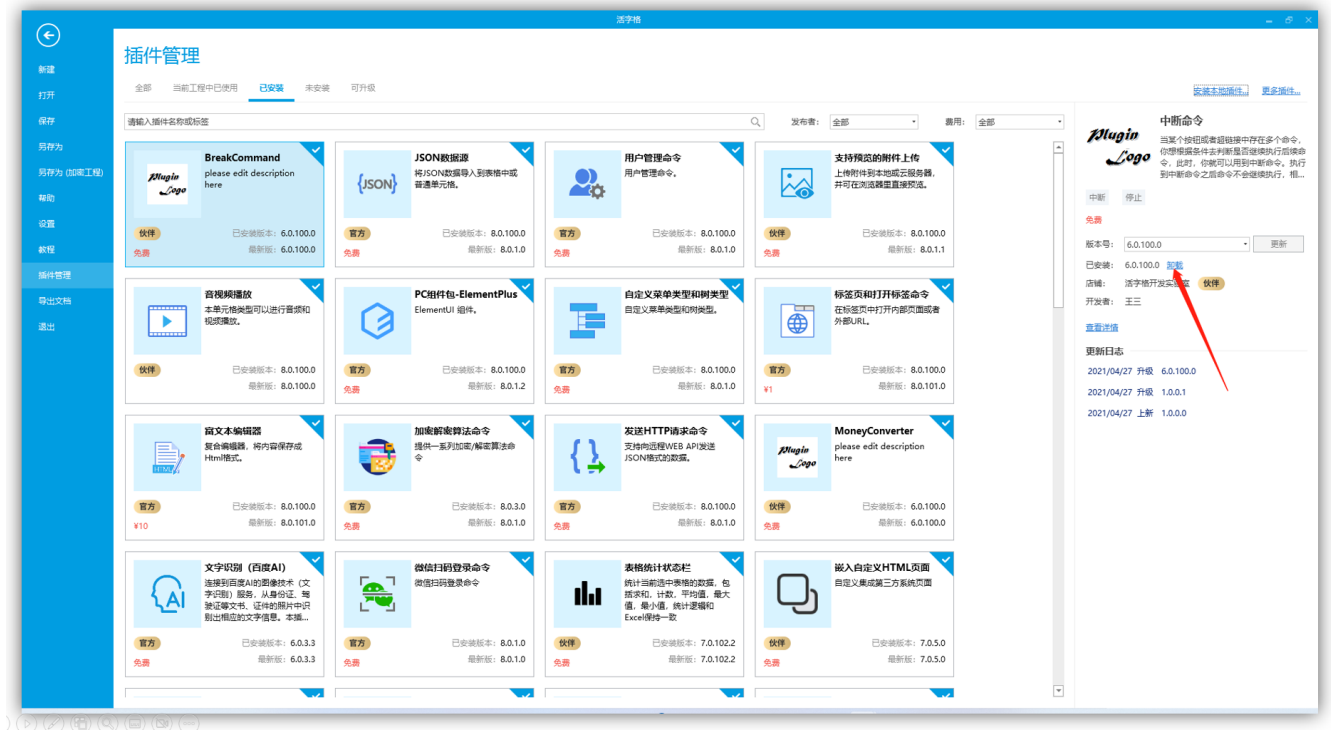 活字格
插件管理
新建
打开
保存
另存为
另存为 (加密工程)
帮助
设置
教程
插件管理
导出文档
退出
全部 当前工程中已使用 已安装 未安装 可升级
安装本地插件... 更多插件...
请输入插件名称或标签
发布者: 全部 费用: 全部
BreakCommand
please edit description
here
Plugin
Logo
伙伴 已安装版本: 6.0.100.0
免费 最新版: 6.0.100.0
JSON数据源
将JSON数据导入到表格中或
普通单元格。
{JSON}
官方 已安装版本: 8.0.100.0
免费 最新版: 8.0.1.0
用户管理命令
用户管理命令。
官方 已安装版本: 8.0.100.0
免费 最新版: 8.0.1.0
支持预览的附件上传
上传附件到本地或云服务器,
并可在浏览器里直接预览。
伙伴 已安装版本: 8.0.100.0
免费 最新版: 8.0.1.1
音视频播放
本单元格类型可以进行音频和
视频播放。
伙伴 已安装版本: 8.0.100.0
最新版: 8.0.100.0
PC组件包-ElementPlus
ElementUI 组件。
官方 已安装版本: 8.0.100.0
免费 最新版: 8.0.1.2
自定义菜单类型和树类型
自定义菜单类型和树类型。
官方 已安装版本: 8.0.100.0
免费 最新版: 8.0.1.0
标签页和打开标签命令
在标签页中打开内部页面或者
外部URL。
官方 已安装版本: 8.0.100.0
¥1 最新版: 8.0.101.0
富文本编辑器
复合编辑器，将内容保存成
Html格式。
HTML
官方 已安装版本: 8.0.100.0
¥10 最新版: 8.0.101.0
加密解密算法命令
提供一系列加密/解密算法命
令
官方 已安装版本: 8.0.3.0
免费 最新版: 8.0.1.0
发送HTTP请求命令
支持向远程WEB API发送
JSON格式的数据。
官方 已安装版本: 8.0.100.0
免费 最新版: 8.0.1.0
MoneyConverter
please edit description
here
Plugin
Logo
伙伴 已安装版本: 6.0.100.0
免费 最新版: 6.0.100.0
文字识别（百度AI）
连接到百度AI的图像技术（文
字识别）服务，从身份证、驾
驶证等文书、证件的照片中识
别出相应的文字信息。本插...
AI
官方 已安装版本: 6.0.3.3
免费 最新版: 6.0.3.3
微信扫码登录命令
微信扫码登录命令
官方 已安装版本: 8.0.1.0
免费 最新版: 8.0.1.0
表格统计状态栏
统计当前选中表格的数据，包
括求和，计数，平均值，最大
值，最小值，统计逻辑和
Excel保持一致
伙伴 已安装版本: 7.0.102.2
免费 最新版: 7.0.102.2
嵌入自定义HTML页面
自定义集成第三方系统页面
伙伴 已安装版本: 7.0.5.0
免费 最新版: 7.0.5.0
Plugin
Logo
中断命令
当某个按钮或者超链接中存在多个命令，
你想根据条件去判断是否继续执行后续命
令，此时，你就可以用到中断命令。执行
到中断命令之后命令不会继续执行，相...
中断 停止
免费
版本号: 6.0.100.0 更新
已安装: 6.0.100.0 卸载
店铺: 活字格开发实验室 伙伴
开发者: 王三
查看详情
更新日志
2021/04/27 升级 6.0.100.0
2021/04/27 升级 1.0.0.1
2021/04/27 上新 1.0.0.0